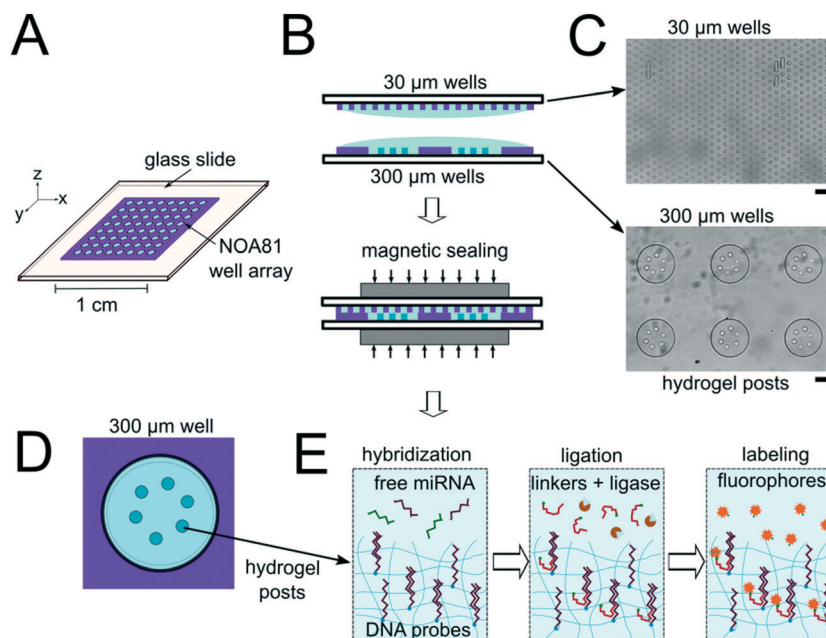 A
glass slide
z
x
y
NOA81
well array
1 cm
B
30 µm wells
300 µm wells
magnetic sealing
C
30 µm wells
300 µm wells
hydrogel posts
D
300 µm well
hydrogel
posts
E
hybridization
free miRNA
DNA probes
ligation
linkers + ligase
labeling
fluorophores